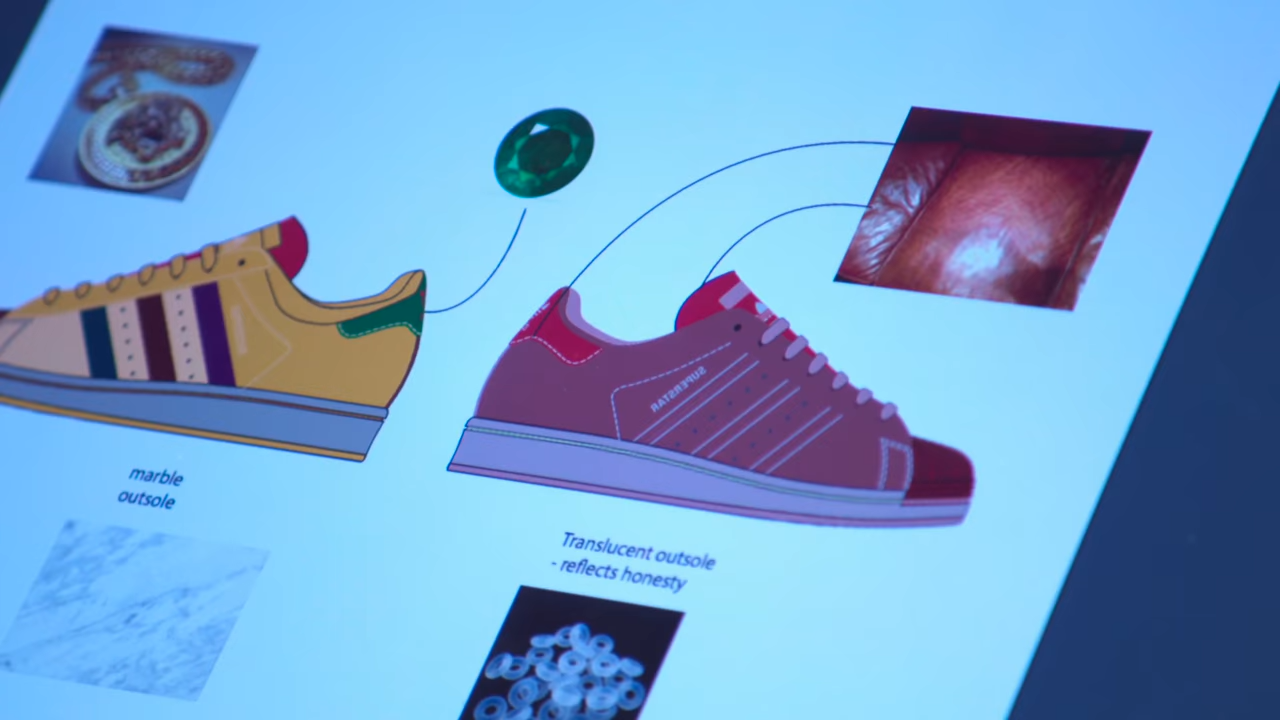 SUPERSTAR
marble
outsole
Translucent outsole
- reflects honesty